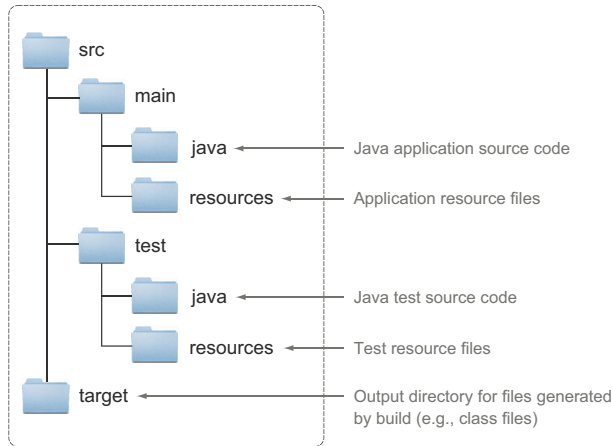 src
main
java
Java application source code
resources
Application resource files
test
java
Java test source code
resources
Test resource files
target
Output directory for files generated
by build (e.g., class files)